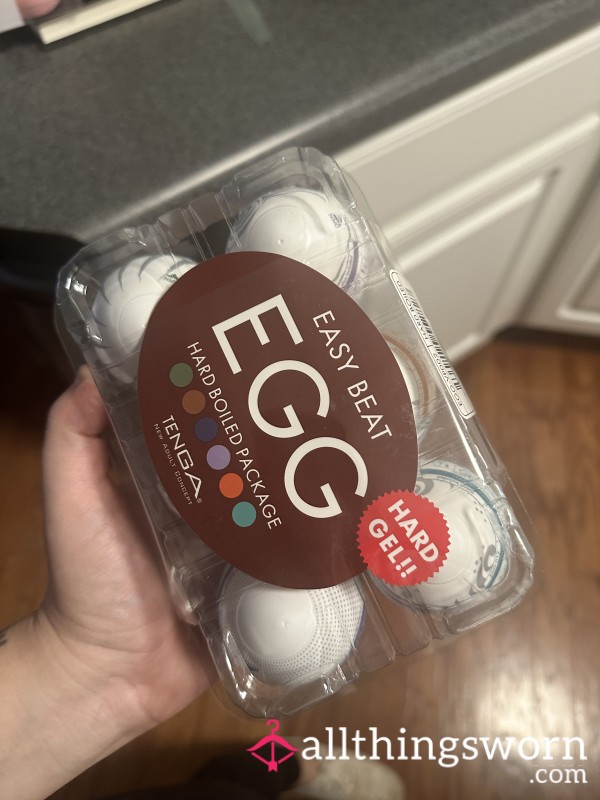 EASY BEAT
EGG
HARD BOILED PACKAGE
TENGA®
NEW ADULT CONCEPT
HARD
GEL!!
allthingsworn
.com